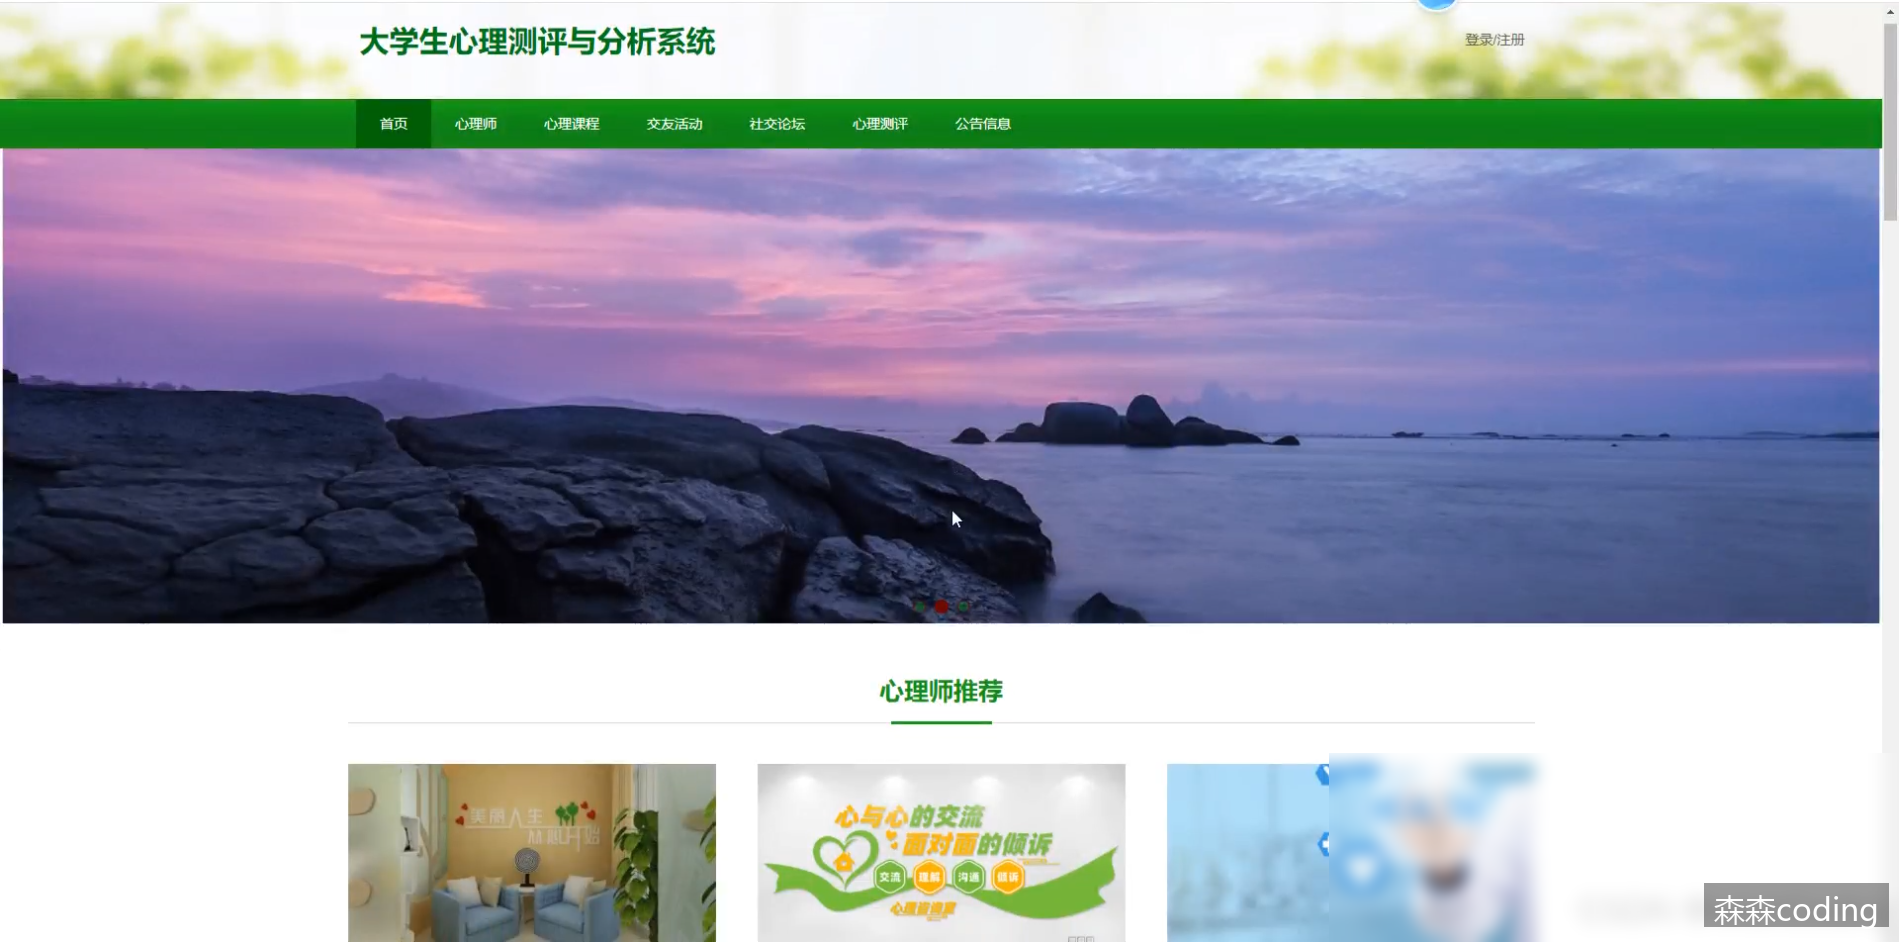 大学生心理测评与分析系统
登录/注册
首页 心理师 心理课程 交友活动 社交论坛 心理测评 公告信息
心理师推荐
美丽人生
从心开始
心与心的交流
面对面的倾诉
交流 理解 沟通 倾诉
心理咨询室
森森coding